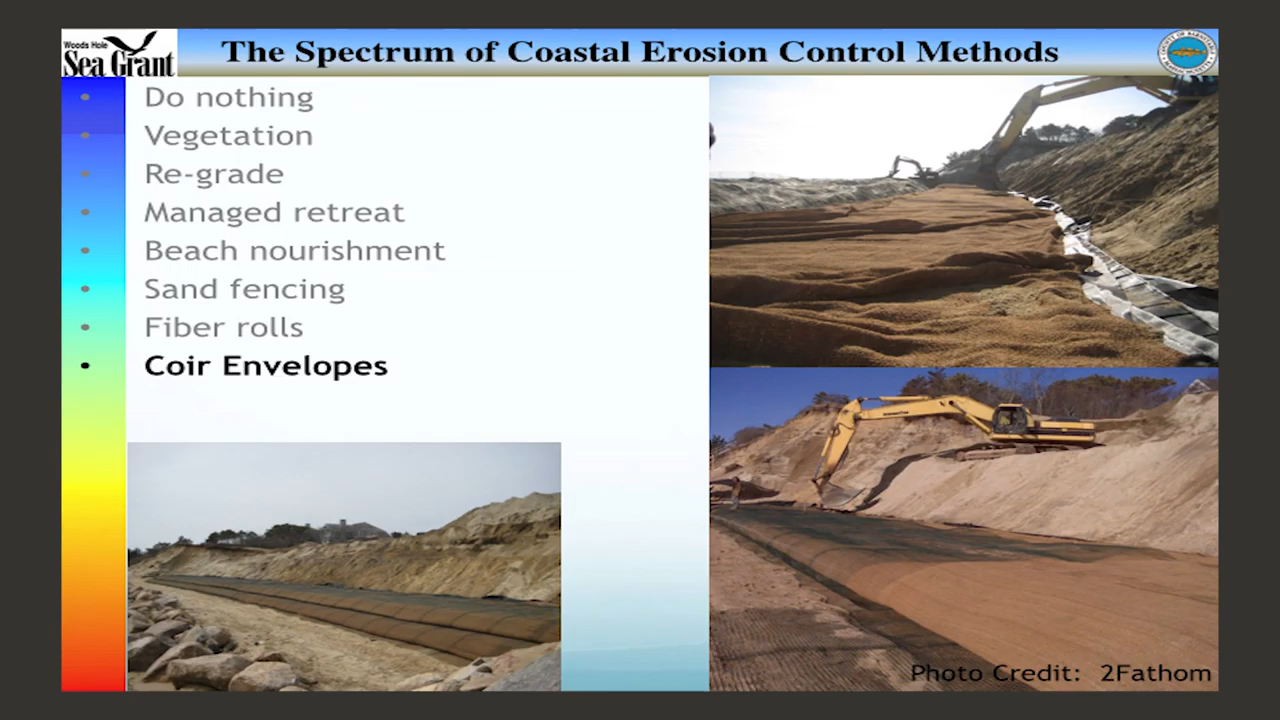 Woods Hole
Sea Grant
The Spectrum of Coastal Erosion Control Methods
• Do nothing
• Vegetation
• Re-grade
• Managed retreat
• Beach nourishment
• Sand fencing
• Fiber rolls
• Coir Envelopes
Photo Credit: 2Fathom